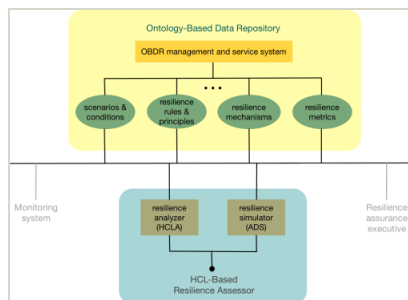 Ontology-Based Data Repository
OBDR management and service system
...
scenarios &
conditions
resilience
rules &
principles
resilience
mechanisms
resilience
metrics
Monitoring
system
resilience
analyzer
(HCLA)
resilience
simulator
(ADS)
Resilience
assurance
executive
HCL-Based
Resilience Assessor